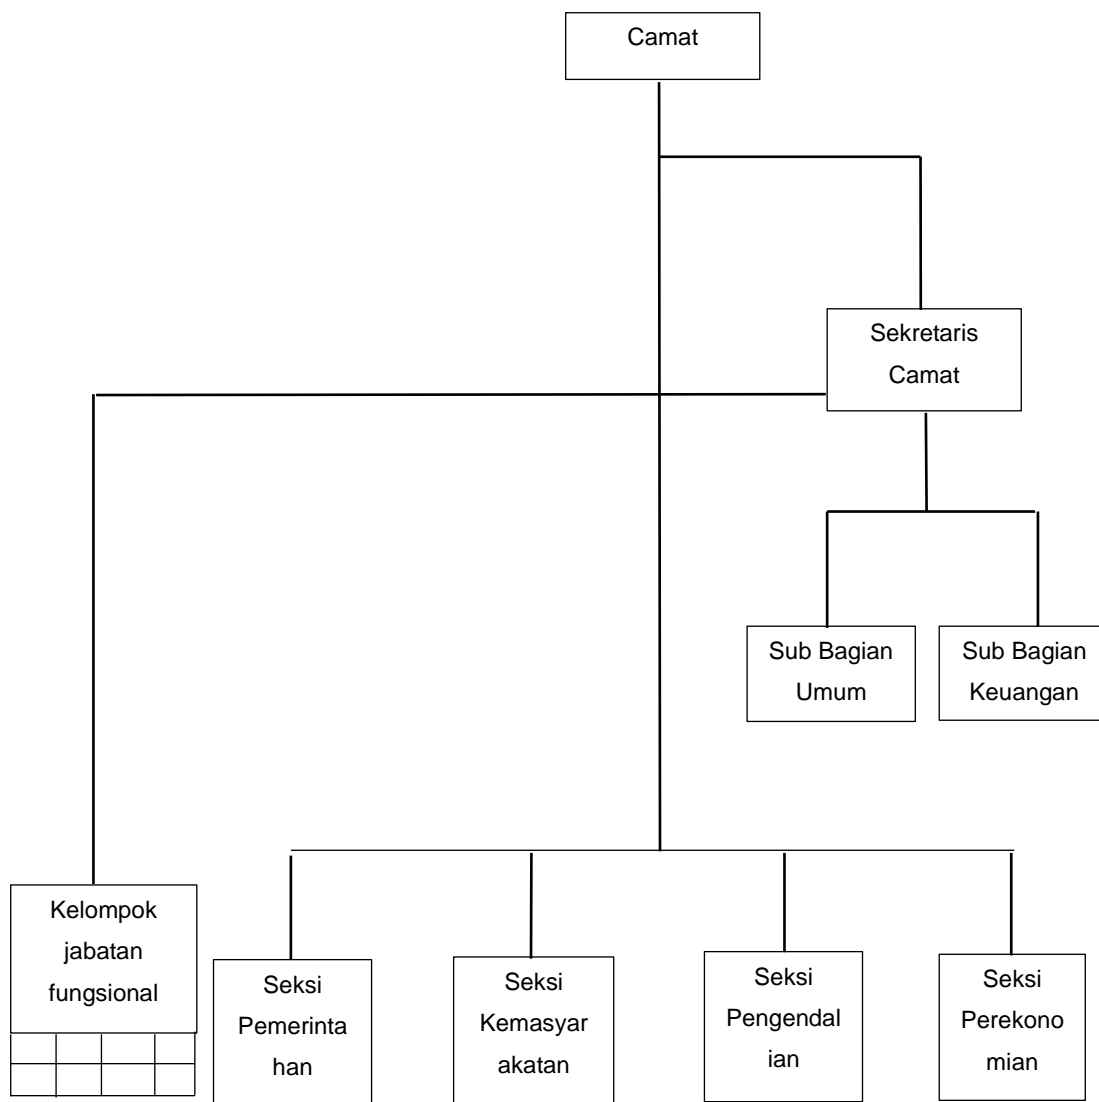 Camat
Sekretaris
Camat
Sub Bagian
Umum
Sub Bagian
Keuangan
Kelompok
jabatan
fungsional
Seksi
Pemerinta
han
Seksi
Kemasyar
akatan
Seksi
Pengendal
ian
Seksi
Perekono
mian